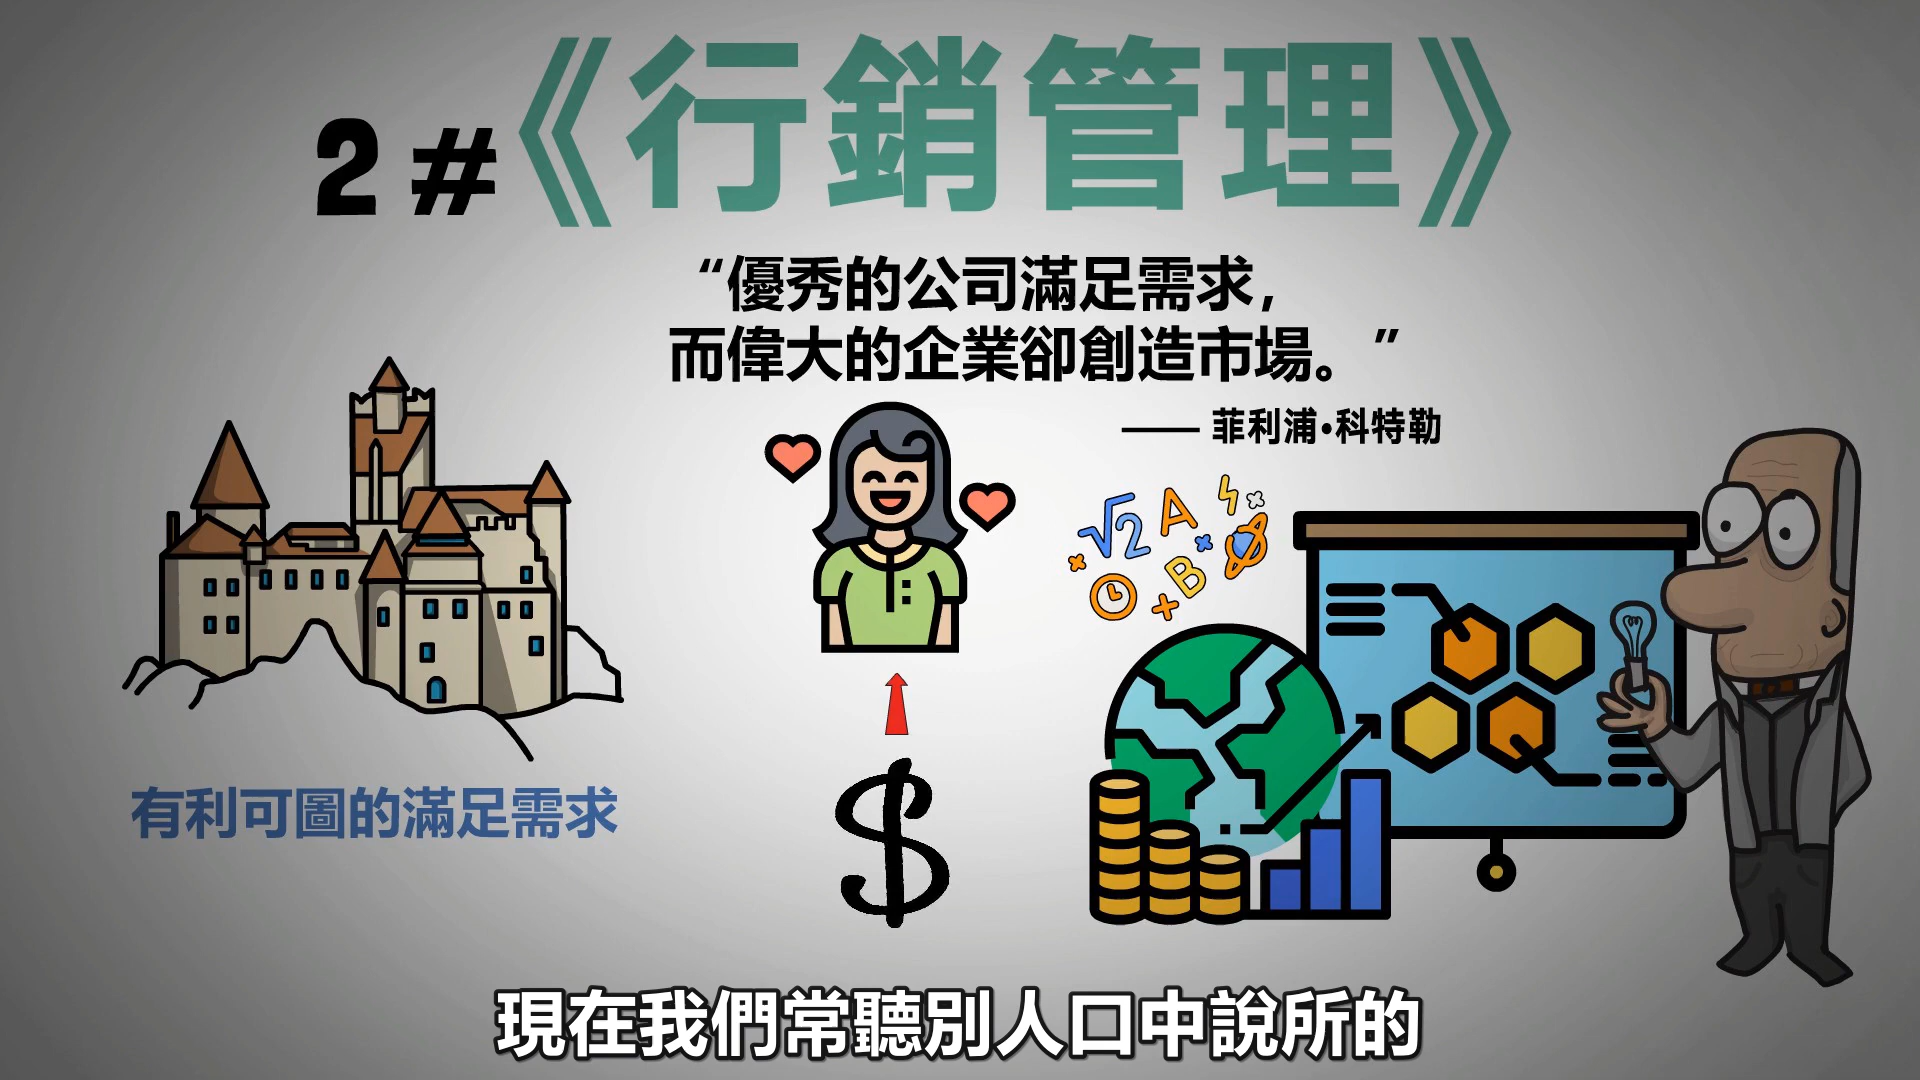 2 #《行銷管理》
“優秀的公司滿足需求，
而偉大的企業卻創造市場。”
—— 菲利浦•科特勒
√2 A B
有利可圖的滿足需求
$
現在我們常聽別人口中說所的